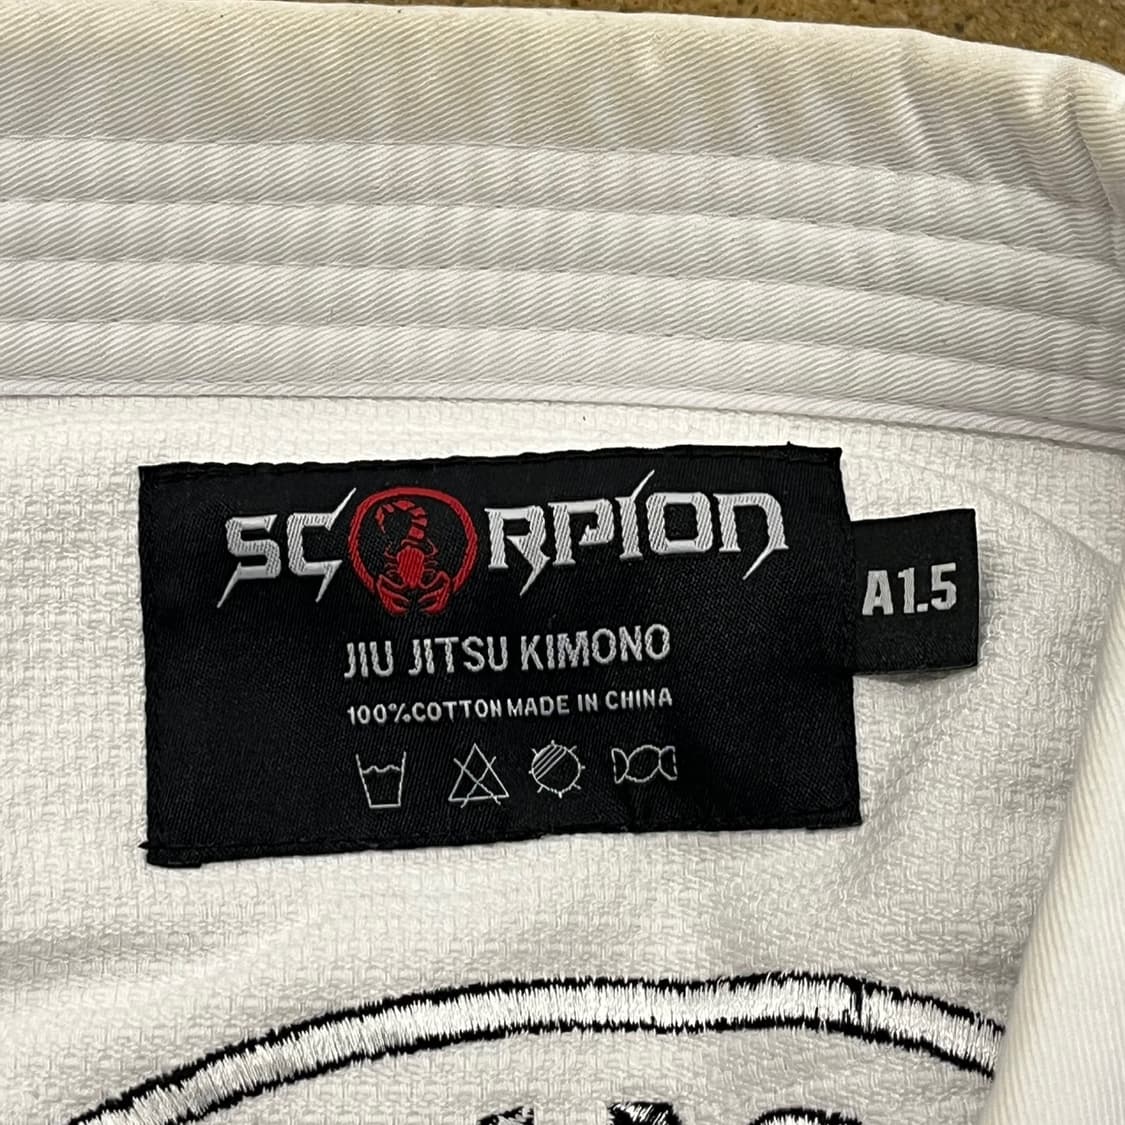 SCORPION
A1.5
JIU JITSU KIMONO
100%COTTON MADE IN CHINA